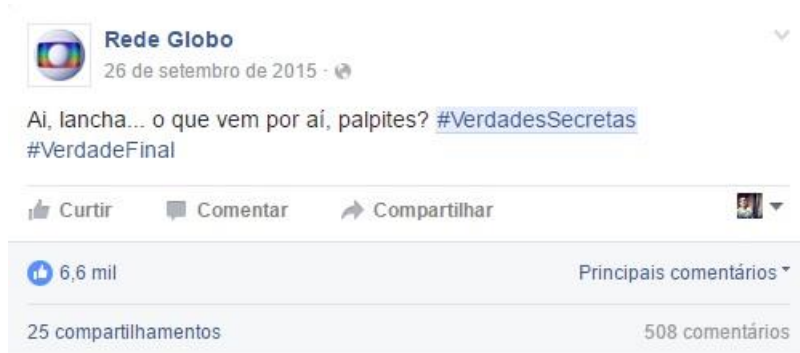 Rede Globo
26 de setembro de 2015 ·
Ai, lancha... o que vem por aí, palpites? #VerdadesSecretas
#VerdadeFinal
Curtir Comentar Compartilhar
6,6 mil Principais comentários
25 compartilhamentos 508 comentários